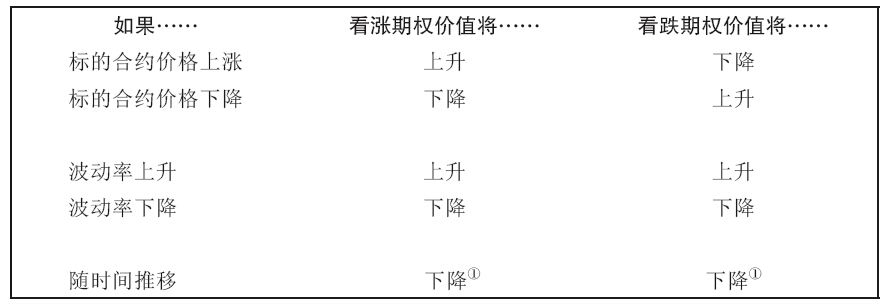 如果…… 看涨期权价值将…… 看跌期权价值将……
标的合约价格上涨 上升 下降
标的合约价格下降 下降 上升
波动率上升 上升 上升
波动率下降 下降 下降
随时间推移 下降① 下降①